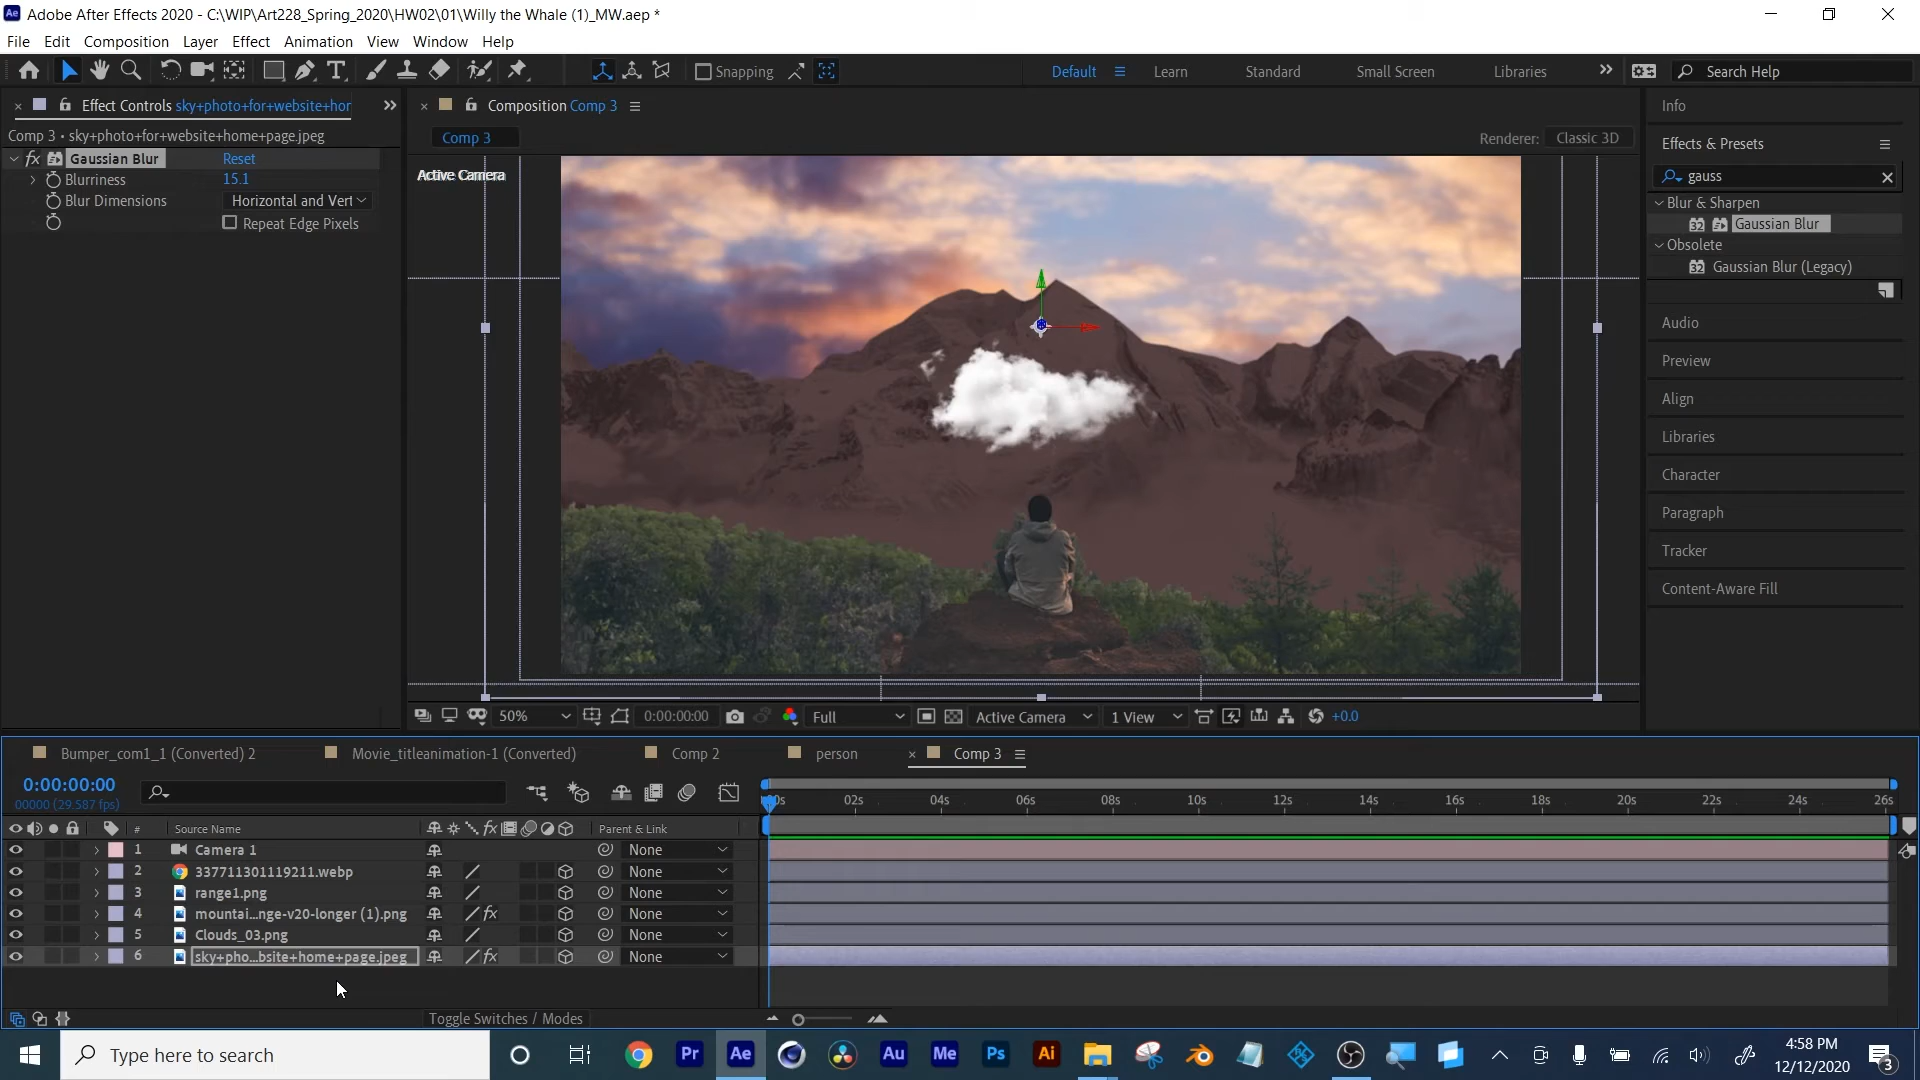 Adobe After Effects 2020 - C:\WIP\Art228_Spring_2020\HW02\01\Willy the Whale (1)_MW.aep *
File Edit Composition Layer Effect Animation View Window Help
Snapping Default Learn Standard Small Screen Libraries Search Help
Effect Controls sky+photo+for+website+hor
Composition Comp 3
Info
Comp 3 • sky+photo+for+website+home+page.jpeg
Comp 3
Renderer: Classic 3D
Effects & Presets
fx Gaussian Blur Reset
Blurriness 15.1
Blur Dimensions Horizontal and Vert
Repeat Edge Pixels
Active Camera
gauss
Blur & Sharpen
32 Gaussian Blur
Obsolete
32 Gaussian Blur (Legacy)
Audio
Preview
Align
Libraries
Character
Paragraph
Tracker
Content-Aware Fill
50% 0:00:00:00 Full Active Camera 1 View +0.0
Bumper_com1_1 (Converted) 2 Movie_titleanimation-1 (Converted) Comp 2 person Comp 3
0:00:00:00
00000 (29.587 fps)
02s 04s 06s 08s 10s 12s 14s 16s 18s 20s 22s 24s 26s
# Source Name fx Parent & Link
1 Camera 1 None
2 337711301119211.webp None
3 range1.png None
4 mountai...nge-v20-longer (1).png fx None
5 Clouds_03.png None
6 sky+pho...bsite+home+page.jpeg fx None
Toggle Switches / Modes
Type here to search
Pr Ae Au Me Ps Ai
4:58 PM
12/12/2020
3